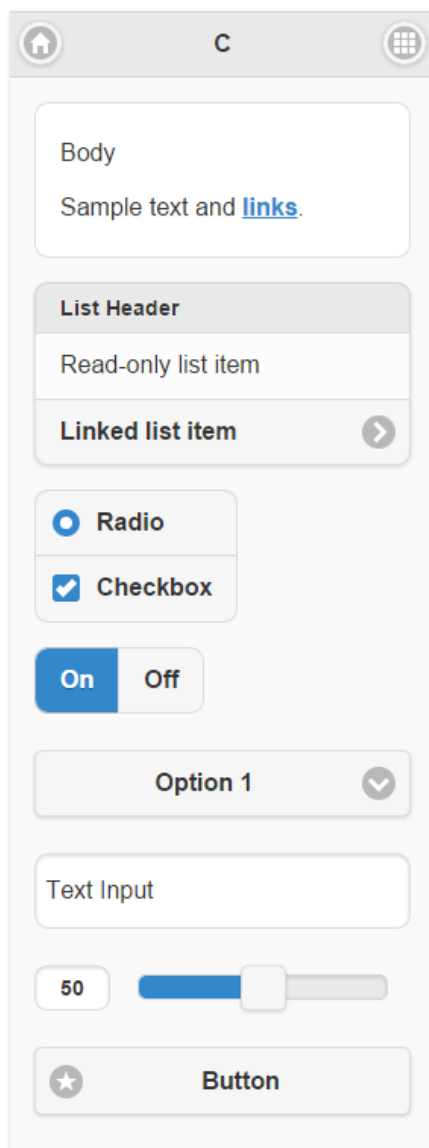 C
Body
Sample text and links.
List Header
Read-only list item
Linked list item
Radio
Checkbox
On Off
Option 1
Text Input
50
Button